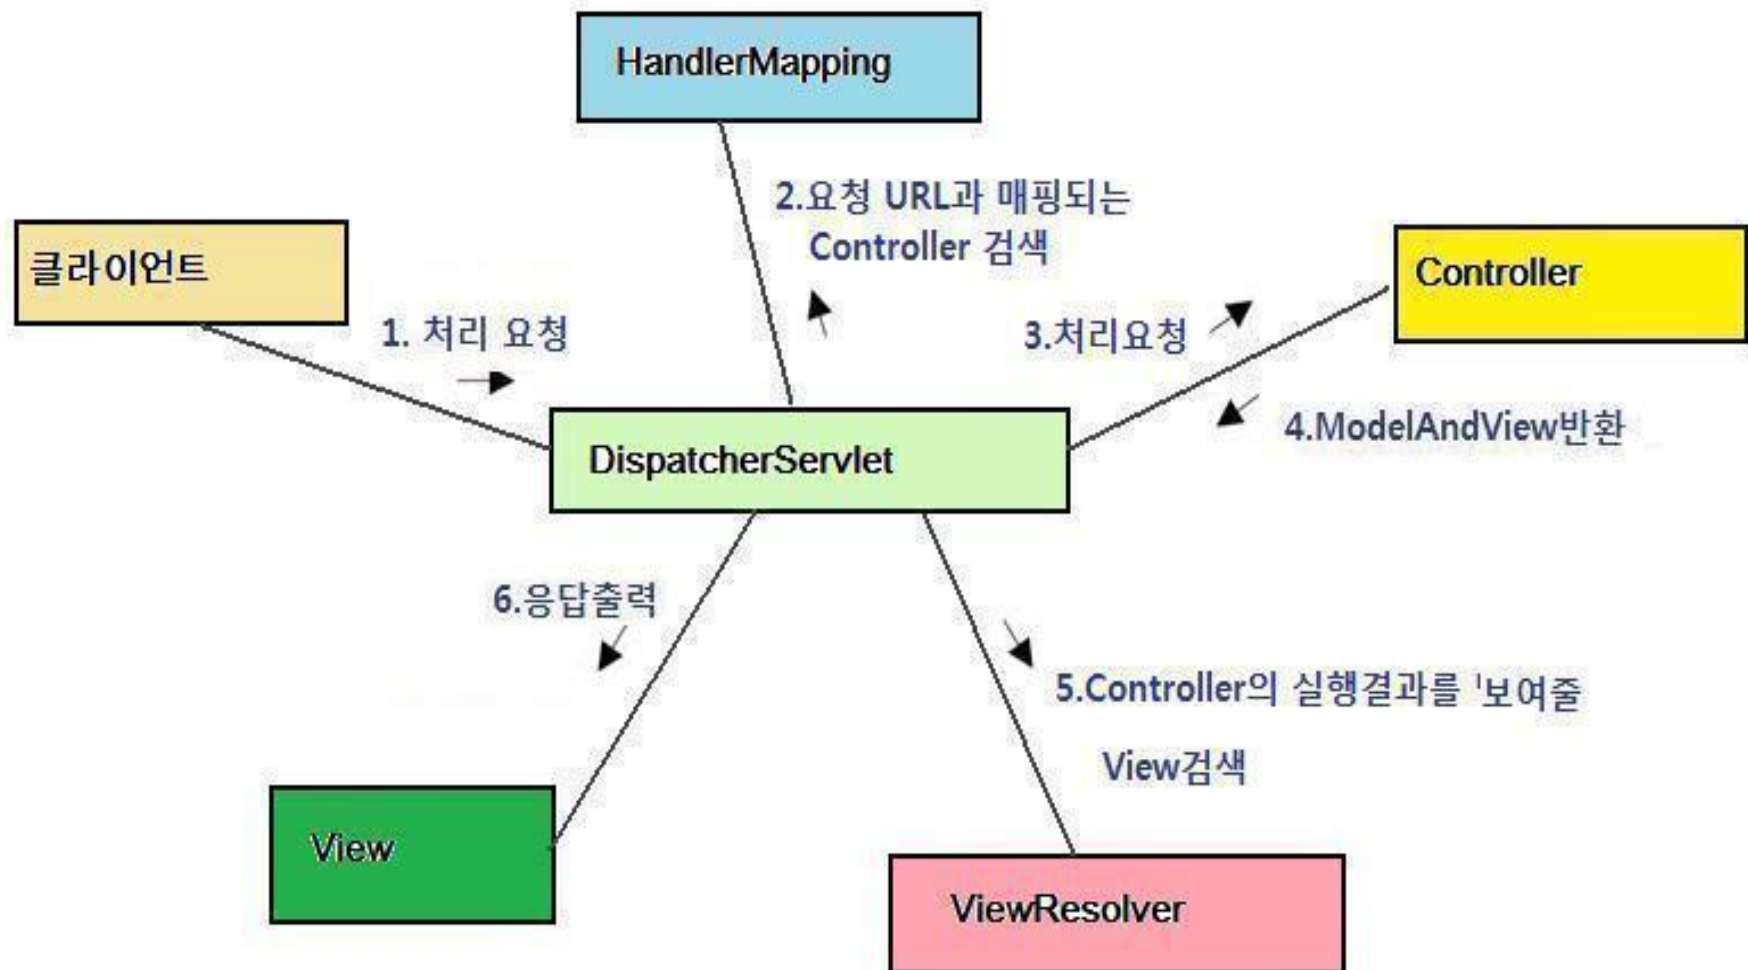 HandlerMapping
2.요청 URL과 매핑되는
Controller 검색
클라이언트
Controller
1. 처리 요청
3.처리요청
4.ModelAndView반환
DispatcherServlet
6.응답출력
5.Controller의 실행결과를 보여줄
View검색
View
ViewResolver